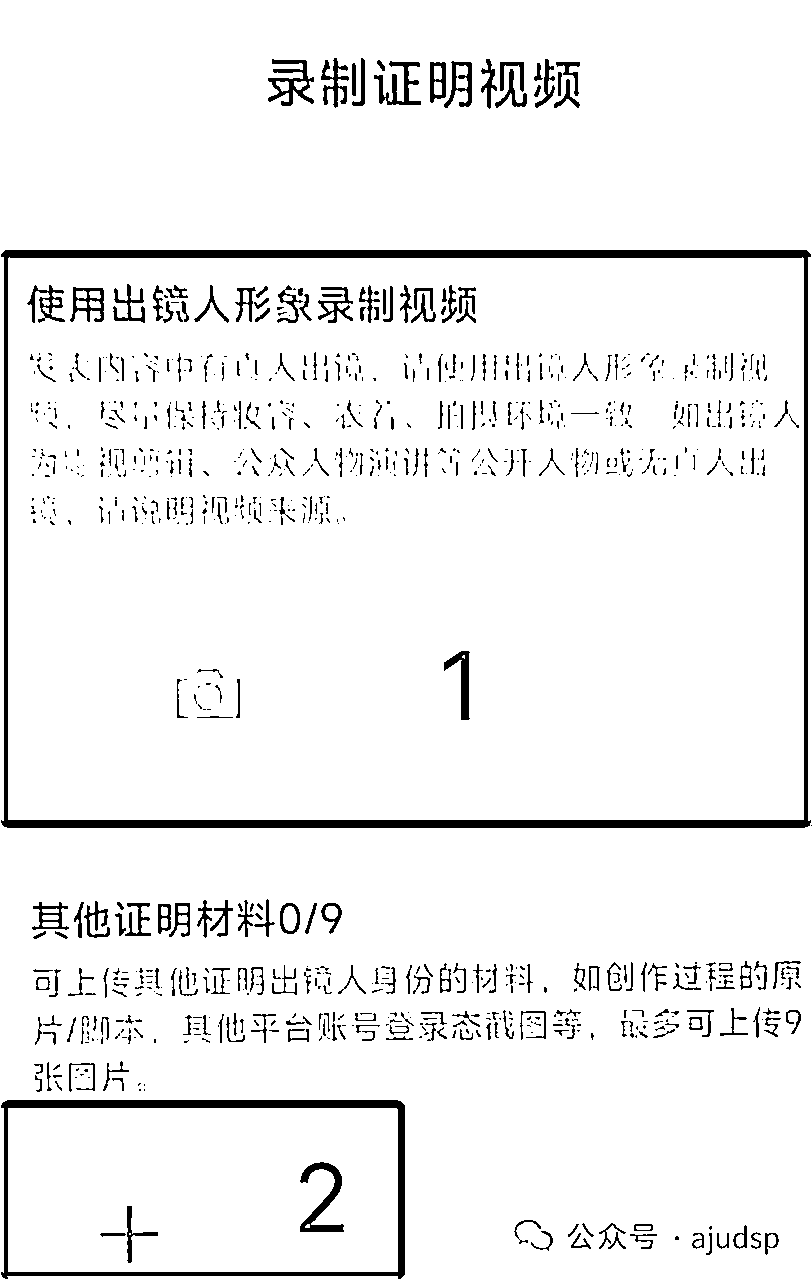 录制证明视频
使用出镜人形象录制视频
发表内容中有真人出镜，请使用出镜人形象录制视
频，尽量保持妆容、衣着、拍摄环境一致 如出镜人
为影视剪辑、公众人物演讲等公开人物或无真人出
镜，请说明视频来源。
1
其他证明材料0/9
可上传其他证明出镜人身份的材料，如创作过程的原
片/脚本，其他平台账号登录态截图等，最多可上传9
张图片。
2
公众号 · ajudsp